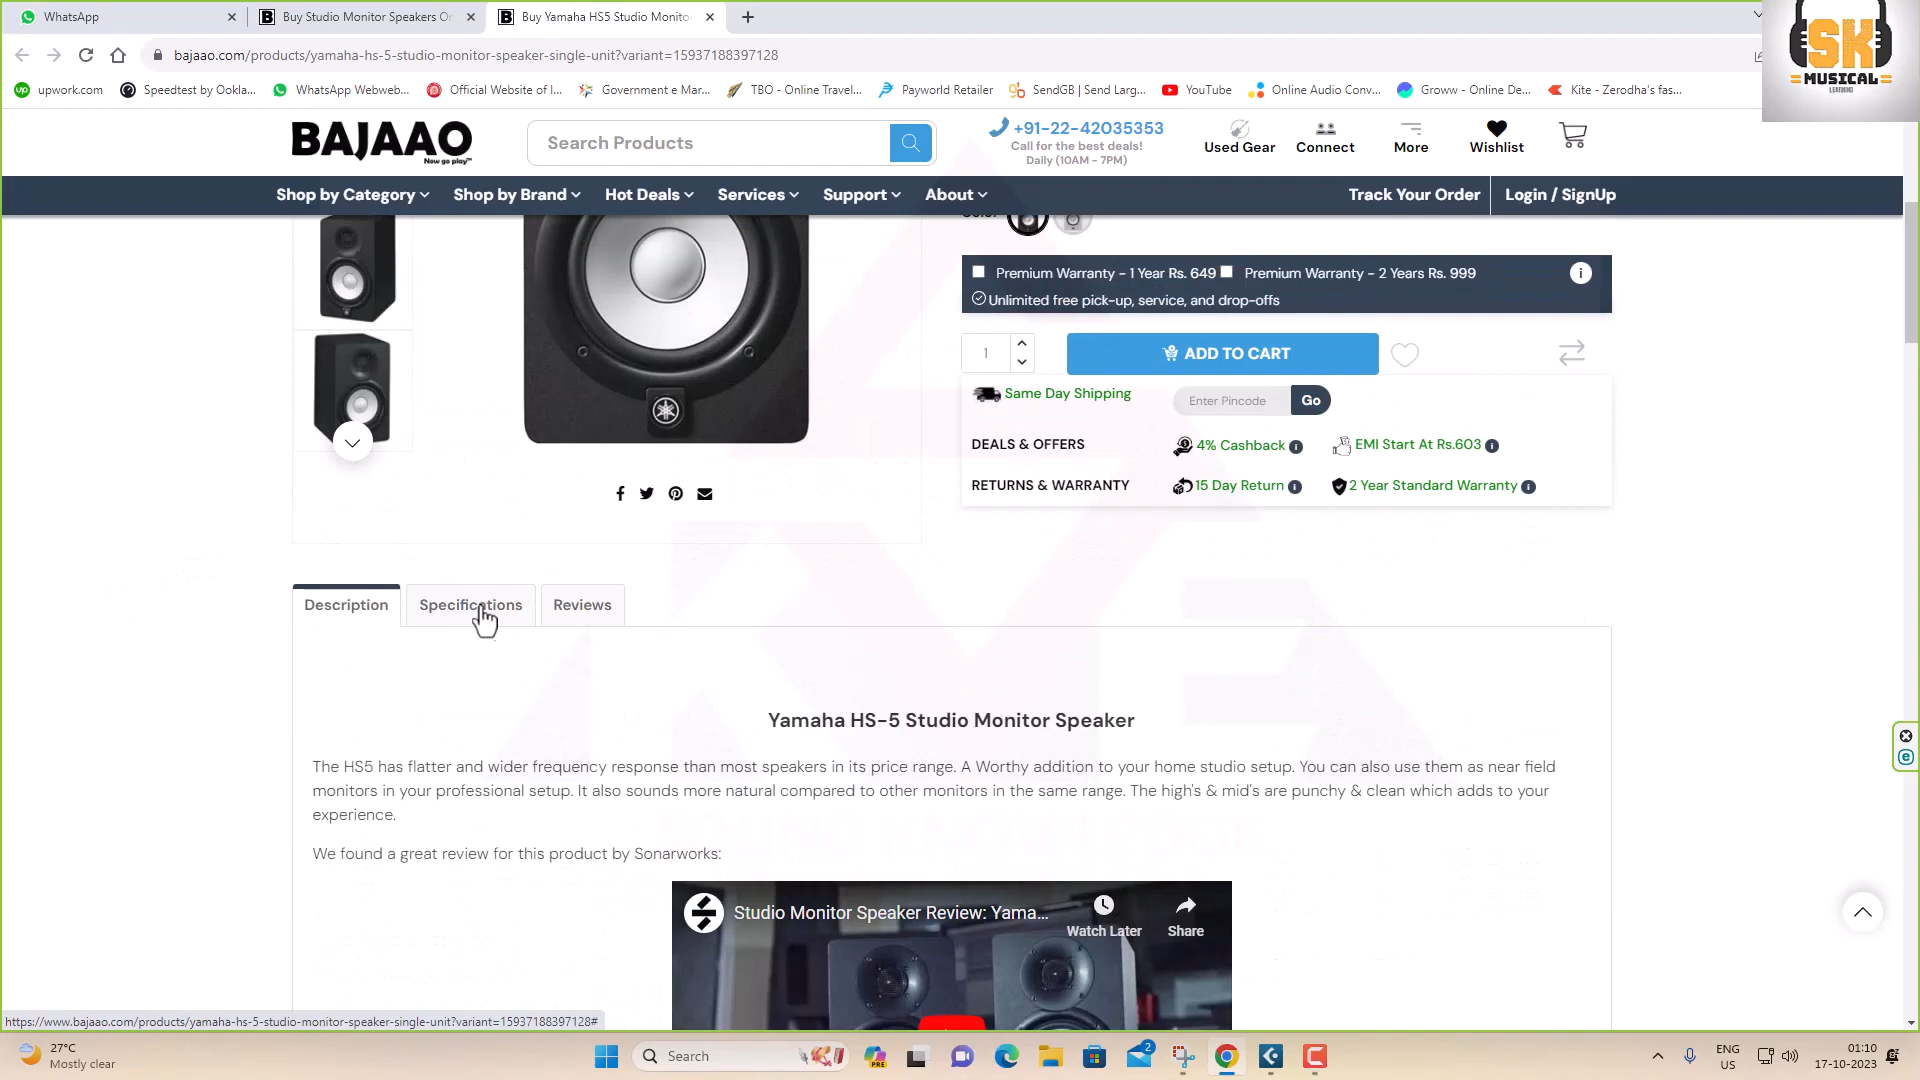 WhatsApp
Buy Studio Monitor Speakers On
Buy Yamaha HS5 Studio Monito
bajaao.com/products/yamaha-hs-5-studio-monitor-speaker-single-unit?variant=15937188397128
upwork.com
Speedtest by Ookla...
WhatsApp Webweb...
Official Website of I...
Government e Mar...
TBO - Online Travel...
Payworld Retailer
SendGB | Send Larg...
YouTube
Online Audio Conv...
Groww - Online De...
Kite - Zerodha's fas...
SK
MUSICAL
LEARNING
BAJAAO
Now go play™
Search Products
+91-22-42035353
Call for the best deals!
Daily (10AM - 7PM)
Used Gear
Connect
More
Wishlist
Shop by Category
Shop by Brand
Hot Deals
Services
Support
About
Track Your Order
Login / SignUp
Premium Warranty - 1 Year Rs. 649
Premium Warranty - 2 Years Rs. 999
Unlimited free pick-up, service, and drop-offs
1
ADD TO CART
Same Day Shipping
Enter Pincode
Go
DEALS & OFFERS
4% Cashback
EMI Start At Rs.603
RETURNS & WARRANTY
15 Day Return
2 Year Standard Warranty
Description
Specifications
Reviews
Yamaha HS-5 Studio Monitor Speaker
The HS5 has flatter and wider frequency response than most speakers in its price range. A Worthy addition to your home studio setup. You can also use them as near field
monitors in your professional setup. It also sounds more natural compared to other monitors in the same range. The high's & mid's are punchy & clean which adds to your
experience.
SOUND KNOWLEDGE
We found a great review for this product by Sonarworks:
Studio Monitor Speaker Review: Yama...
Watch Later
Share
https://www.bajaao.com/products/yamaha-hs-5-studio-monitor-speaker-single-unit?variant=15937188397128#
27°C
Mostly clear
Search
PRE
2
ENG
US
01:10
17-10-2023